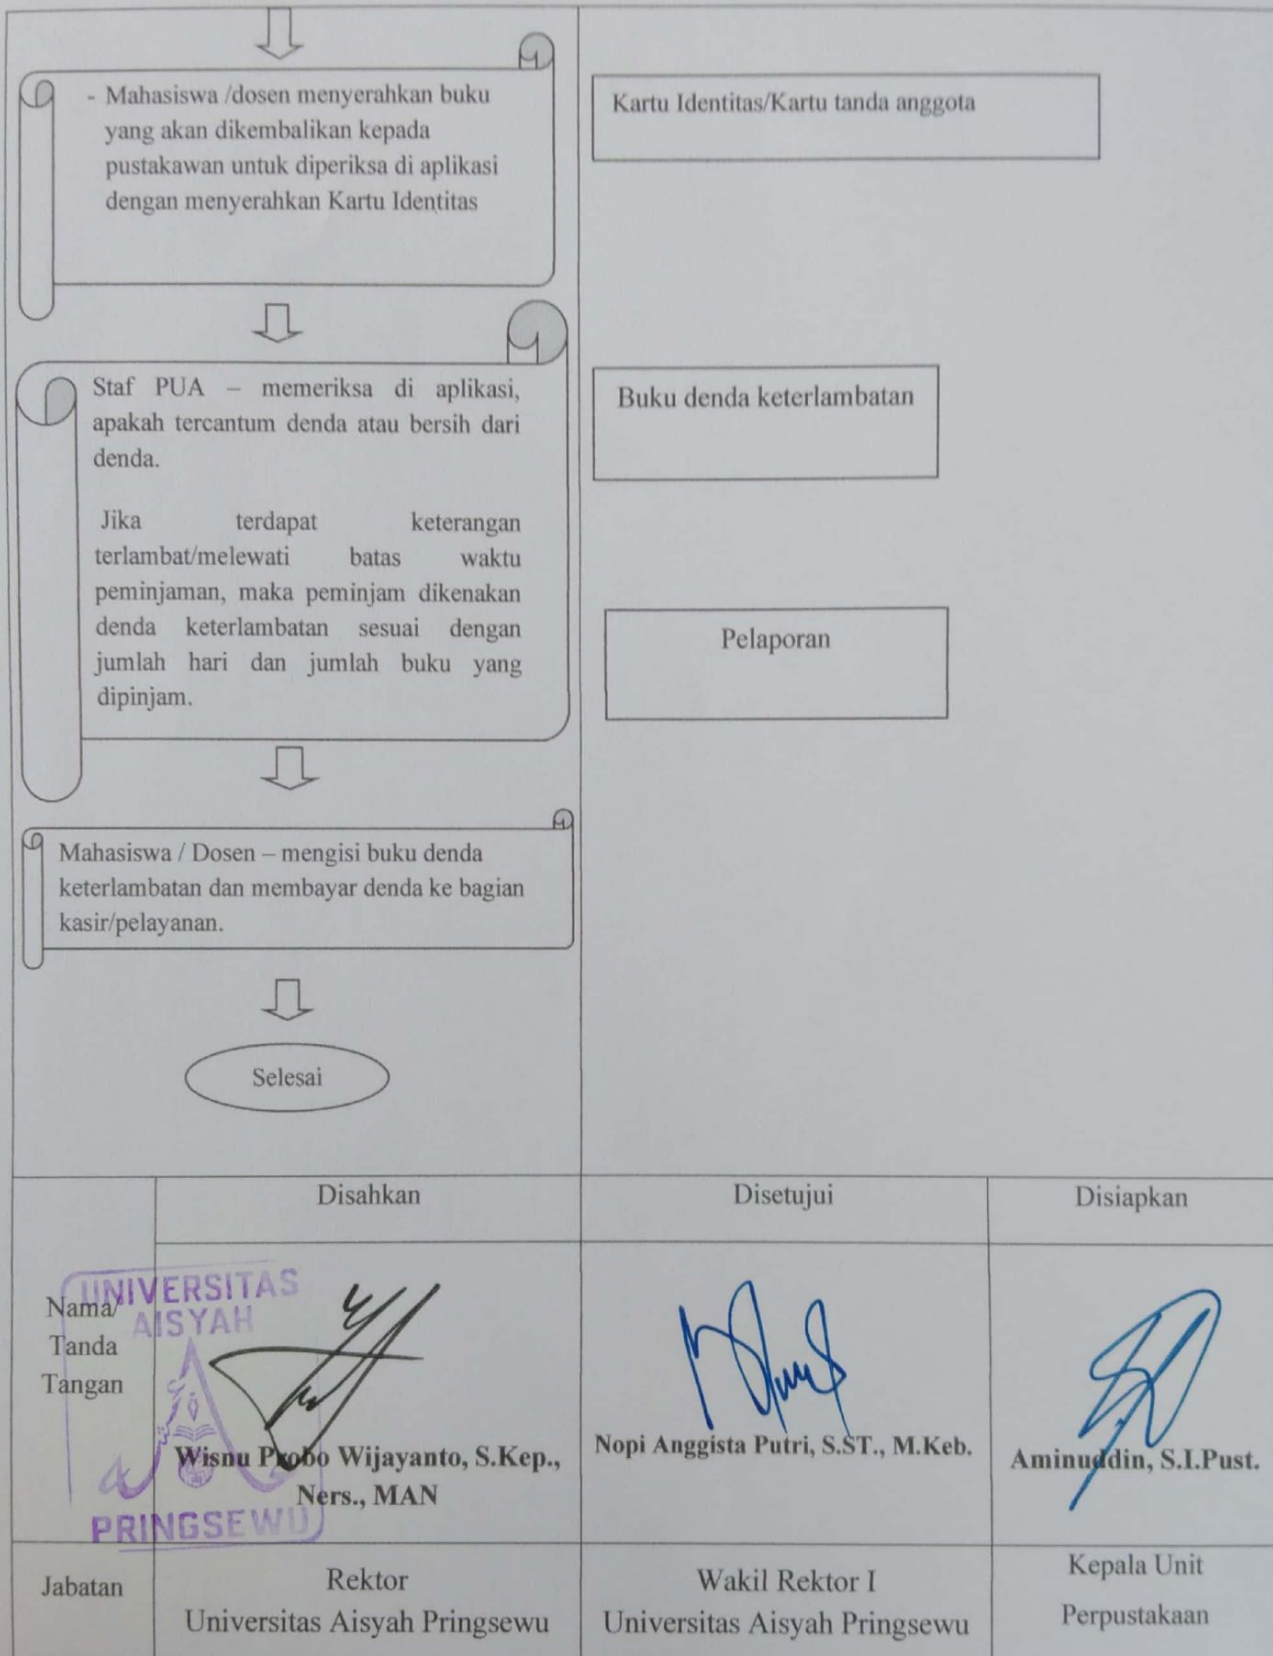 - Mahasiswa /dosen menyerahkan buku
yang akan dikembalikan kepada
pustakawan untuk diperiksa di aplikasi
dengan menyerahkan Kartu Identitas
Kartu Identitas/Kartu tanda anggota
Staf PUA – memeriksa di aplikasi,
apakah tercantum denda atau bersih dari
denda.
Jika terdapat keterangan
terlambat/melewati batas waktu
peminjaman, maka peminjam dikenakan
denda keterlambatan sesuai dengan
jumlah hari dan jumlah buku yang
dipinjam.
Buku denda keterlambatan
Pelaporan
Mahasiswa / Dosen – mengisi buku denda
keterlambatan dan membayar denda ke bagian
kasir/pelayanan.
Selesai
Disahkan
Disetujui
Disiapkan
Nama/
Tanda
Tangan
UNIVERSITAS
AISYAH
PRINGSEWU
Wisnu Probo Wijayanto, S.Kep.,
Ners., MAN
Nopi Anggista Putri, S.ST., M.Keb.
Aminuddin, S.I.Pust.
Jabatan
Rektor
Universitas Aisyah Pringsewu
Wakil Rektor I
Universitas Aisyah Pringsewu
Kepala Unit
Perpustakaan